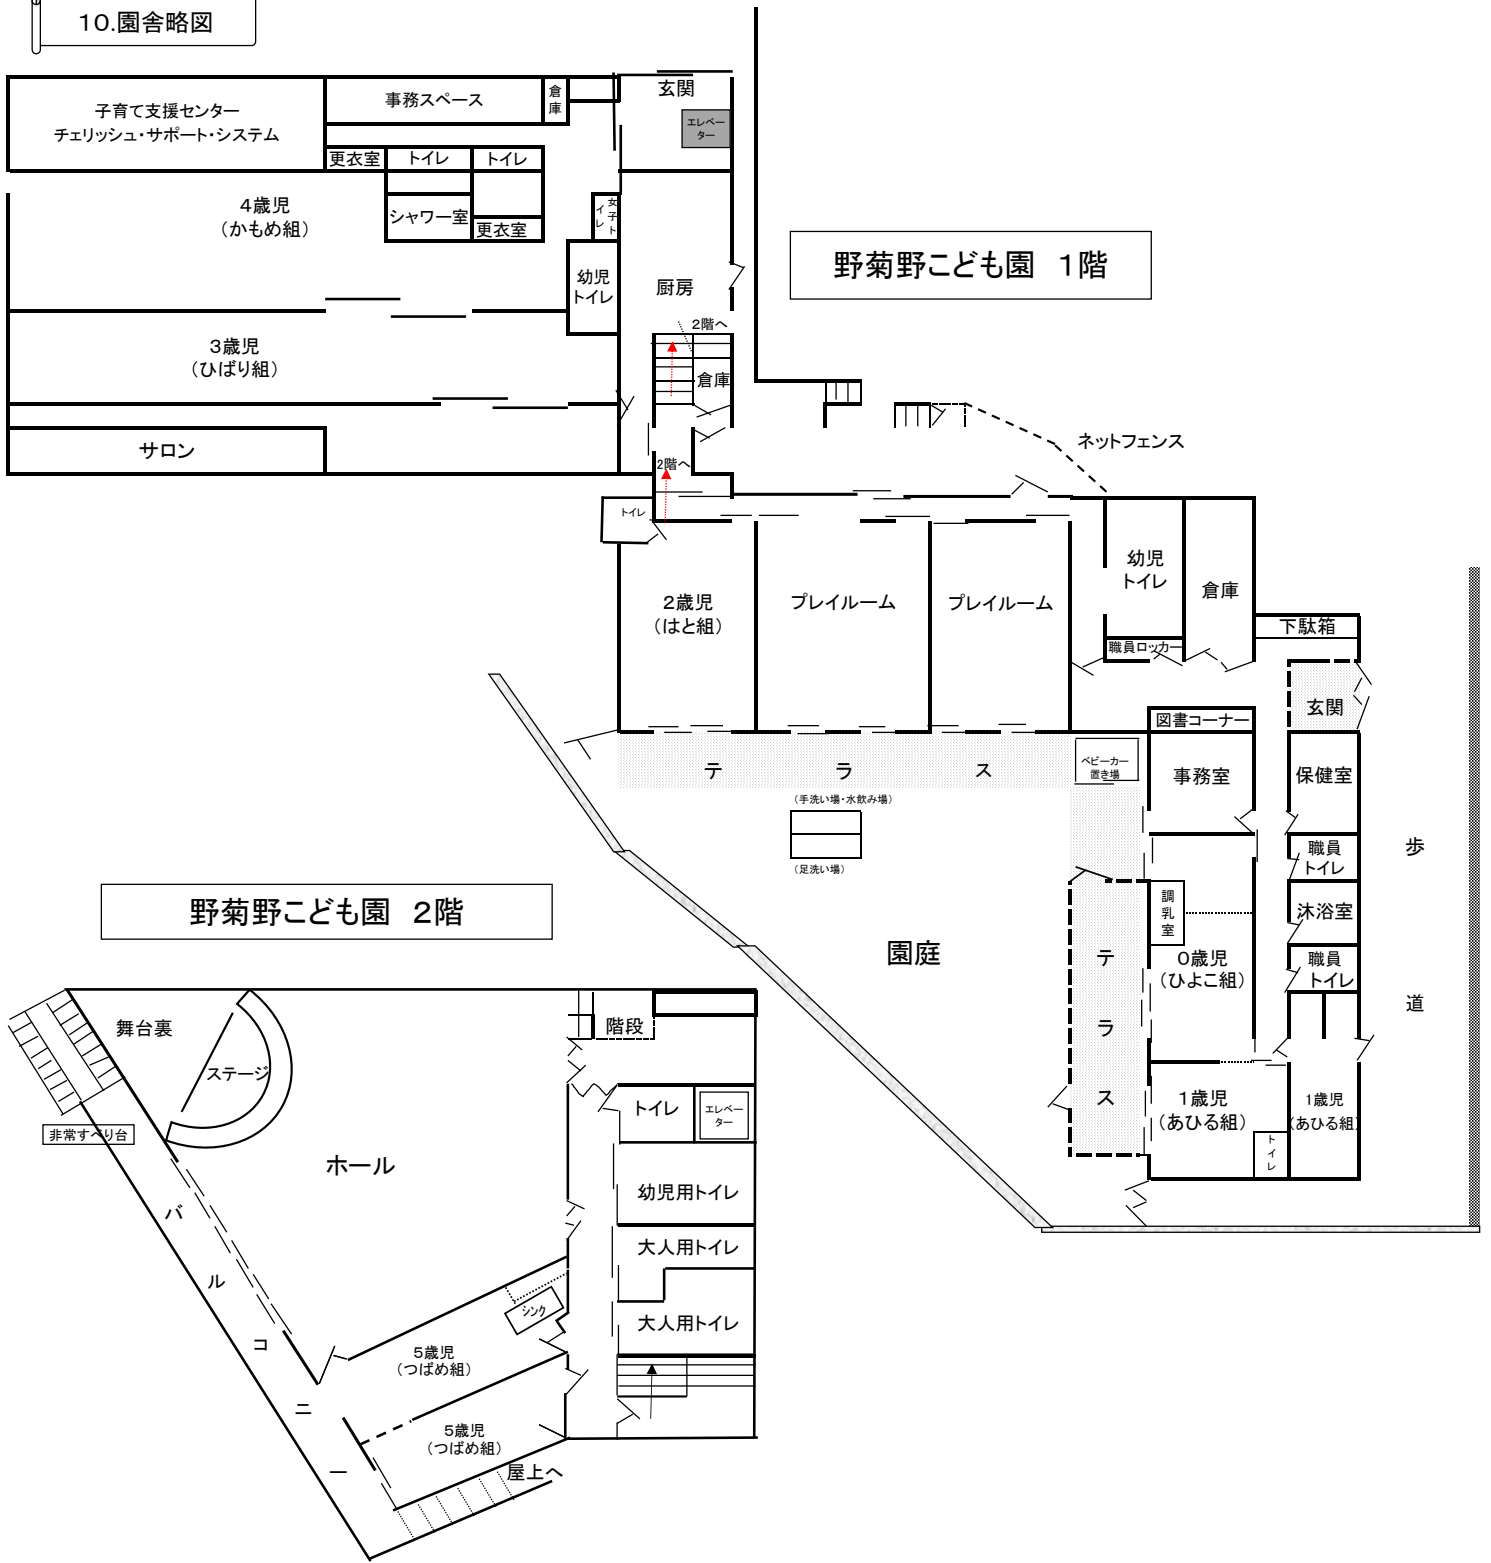 10.園舎略図
子育て支援センター
チェリッシュ・サポート・システム
事務スペース
倉庫
玄関
エレベーター
更衣室
トイレ
トイレ
4歳児
(かもめ組)
シャワー室
更衣室
女子トイレ
幼児
トイレ
厨房
野菊野こども園 1階
3歳児
(ひばり組)
2階へ
倉庫
サロン
2階へ
ネットフェンス
トイレ
2歳児
(はと組)
プレイルーム
プレイルーム
幼児
トイレ
倉庫
職員ロッカー
下駄箱
玄関
図書コーナー
テラス
ベビーカー
置き場
事務室
保健室
(手洗い場・水飲み場)
(足洗い場)
職員
トイレ
歩道
調乳室
沐浴室
園庭
テラス
0歳児
(ひよこ組)
職員
トイレ
1歳児
(あひる組)
1歳児
(あひる組)
トイレ
野菊野こども園 2階
舞台裏
ステージ
階段
非常すべり台
トイレ
エレベーター
ホール
幼児用トイレ
バルコニー
大人用トイレ
シンク
大人用トイレ
5歳児
(つばめ組)
5歳児
(つばめ組)
屋上へ